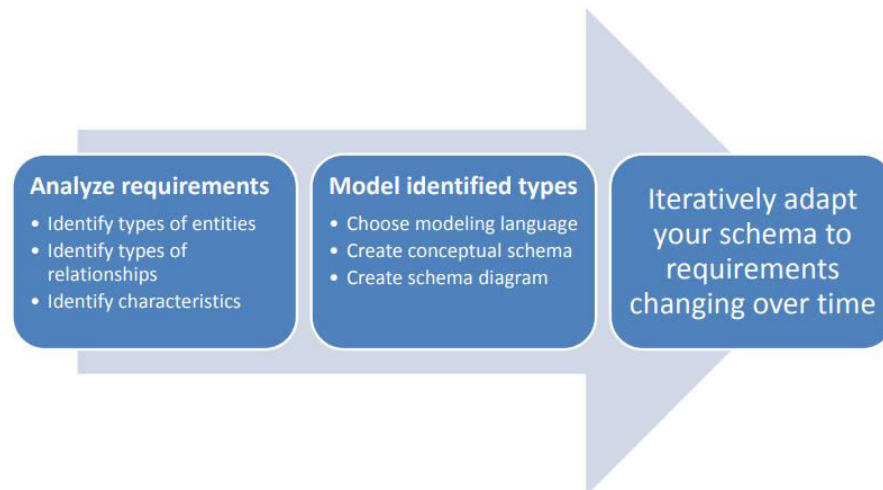 Analyze requirements
• Identify types of entities
• Identify types of
relationships
• Identify characteristics
Model identified types
• Choose modeling language
• Create conceptual schema
• Create schema diagram
Iteratively adapt
your schema to
requirements
changing over time